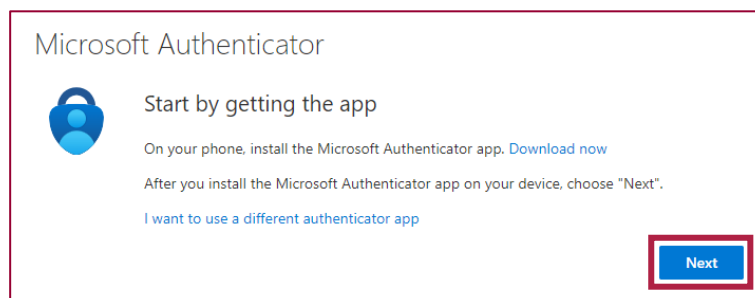 Microsoft Authenticator
Start by getting the app
On your phone, install the Microsoft Authenticator app. Download now
After you install the Microsoft Authenticator app on your device, choose "Next".
I want to use a different authenticator app
Next